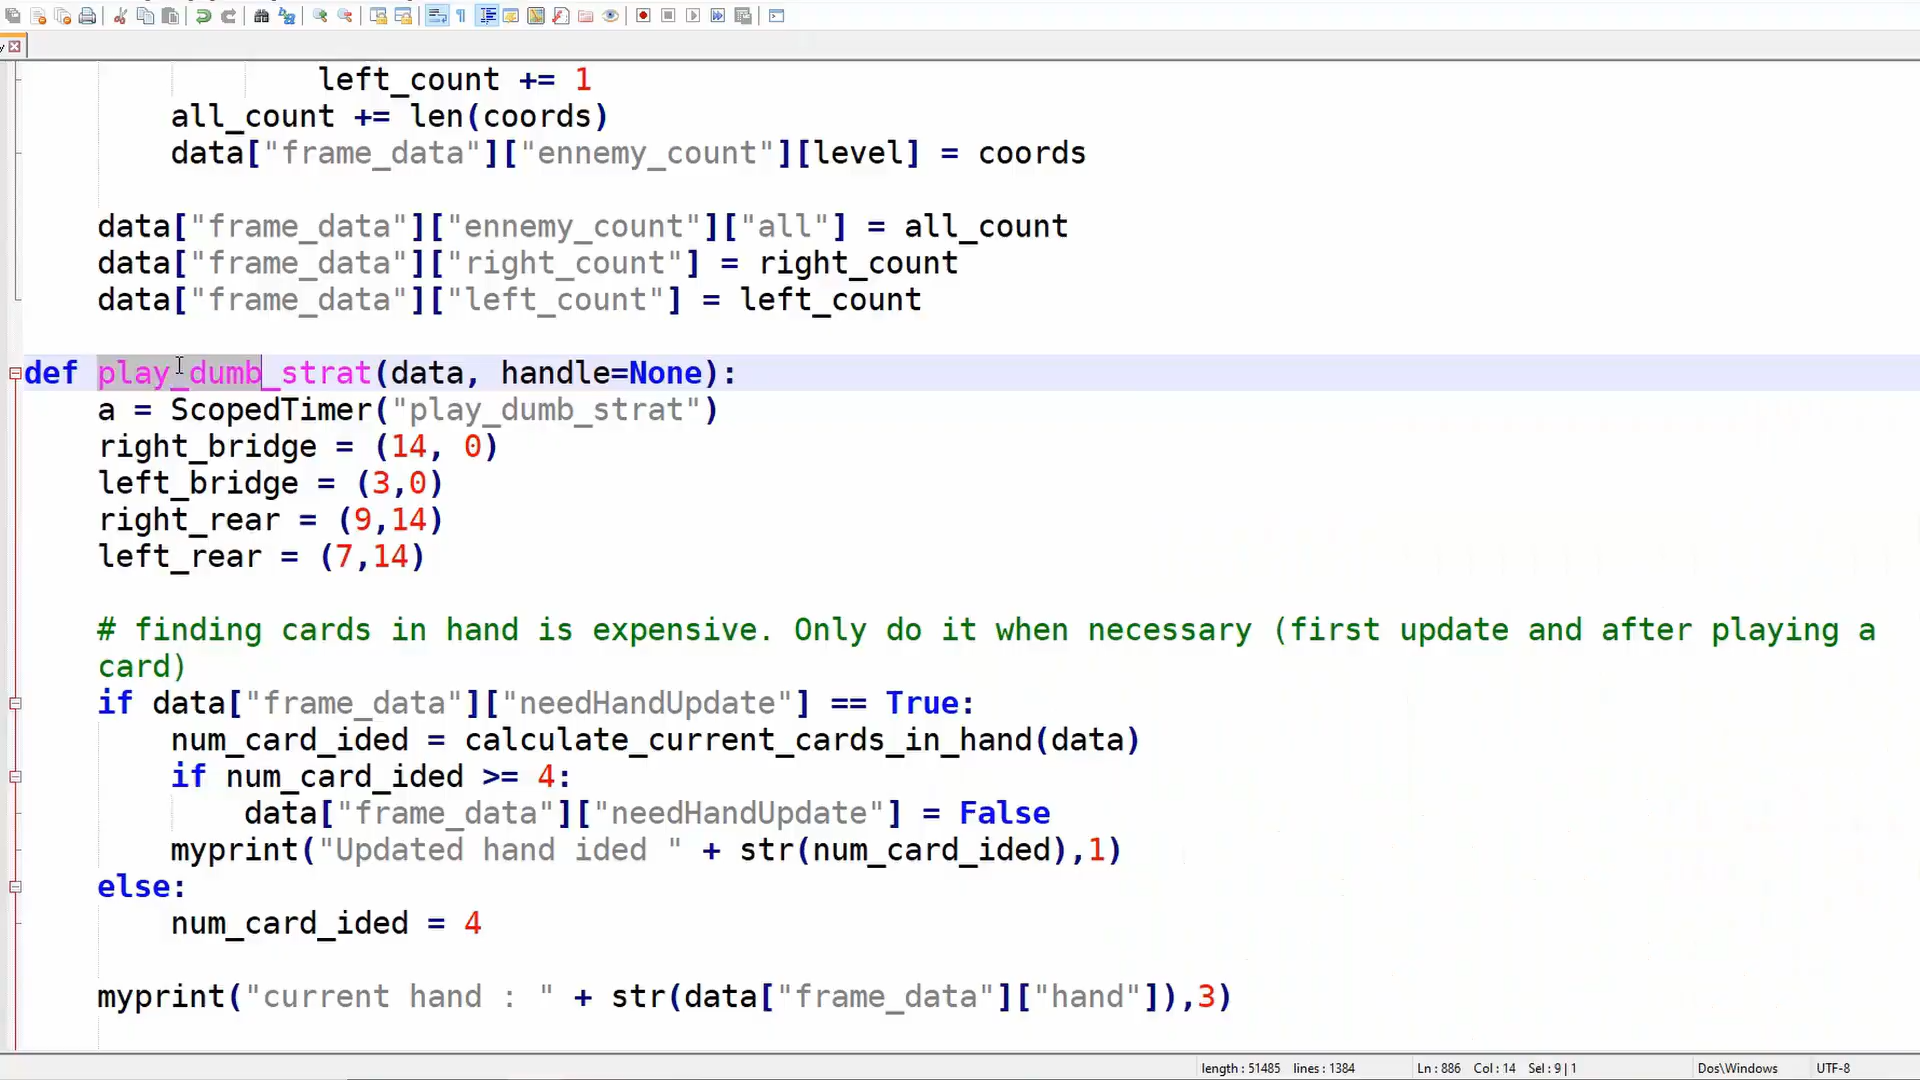 y
left_count += 1
all_count += len(coords)
data["frame_data"]["ennemy_count"][level] = coords
data["frame_data"]["ennemy_count"]["all"] = all_count
data["frame_data"]["right_count"] = right_count
data["frame_data"]["left_count"] = left_count
def play_dumb_strat(data, handle=None):
a = ScopedTimer("play_dumb_strat")
right_bridge = (14, 0)
left_bridge = (3,0)
right_rear = (9,14)
left_rear = (7,14)
# finding cards in hand is expensive. Only do it when necessary (first update and after playing a
card)
if data["frame_data"]["needHandUpdate"] == True:
num_card_ided = calculate_current_cards_in_hand(data)
if num_card_ided >= 4:
data["frame_data"]["needHandUpdate"] = False
myprint("Updated hand ided " + str(num_card_ided),1)
else:
num_card_ided = 4
myprint("current hand : " + str(data["frame_data"]["hand"]),3)
length : 51485 lines : 1384 Ln : 886 Col : 14 Sel : 9 | 1 Dos\Windows UTF-8